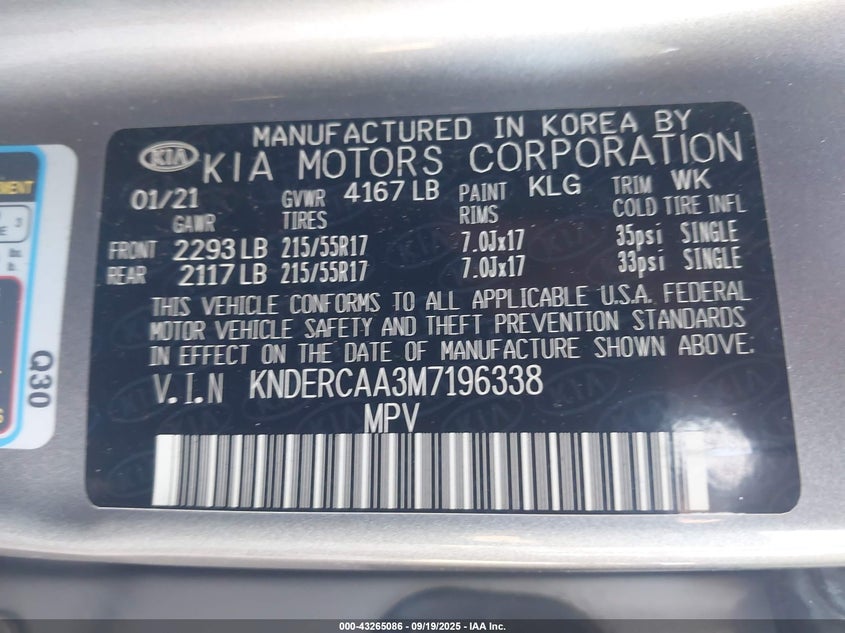 MANUFACTURED IN KOREA BY
KIA KIA MOTORS CORPORATION
01/21 GVWR 4167 LB PAINT KLG TRIM WK
GAWR TIRES RIMS COLD TIRE INFL
FRONT 2293 LB 215/55R17 7.0Jx17 35psi SINGLE
REAR 2117 LB 215/55R17 7.0Jx17 33psi SINGLE
THIS VEHICLE CONFORMS TO ALL APPLICABLE U.S.A. FEDERAL
MOTOR VEHICLE SAFETY AND THEFT PREVENTION STANDARDS
IN EFFECT ON THE DATE OF MANUFACTURE SHOWN ABOVE.
V.I.N KNDERCAA3M7196338
MPV
Q30
000-43265086 - 09/19/2025 - IAA Inc.